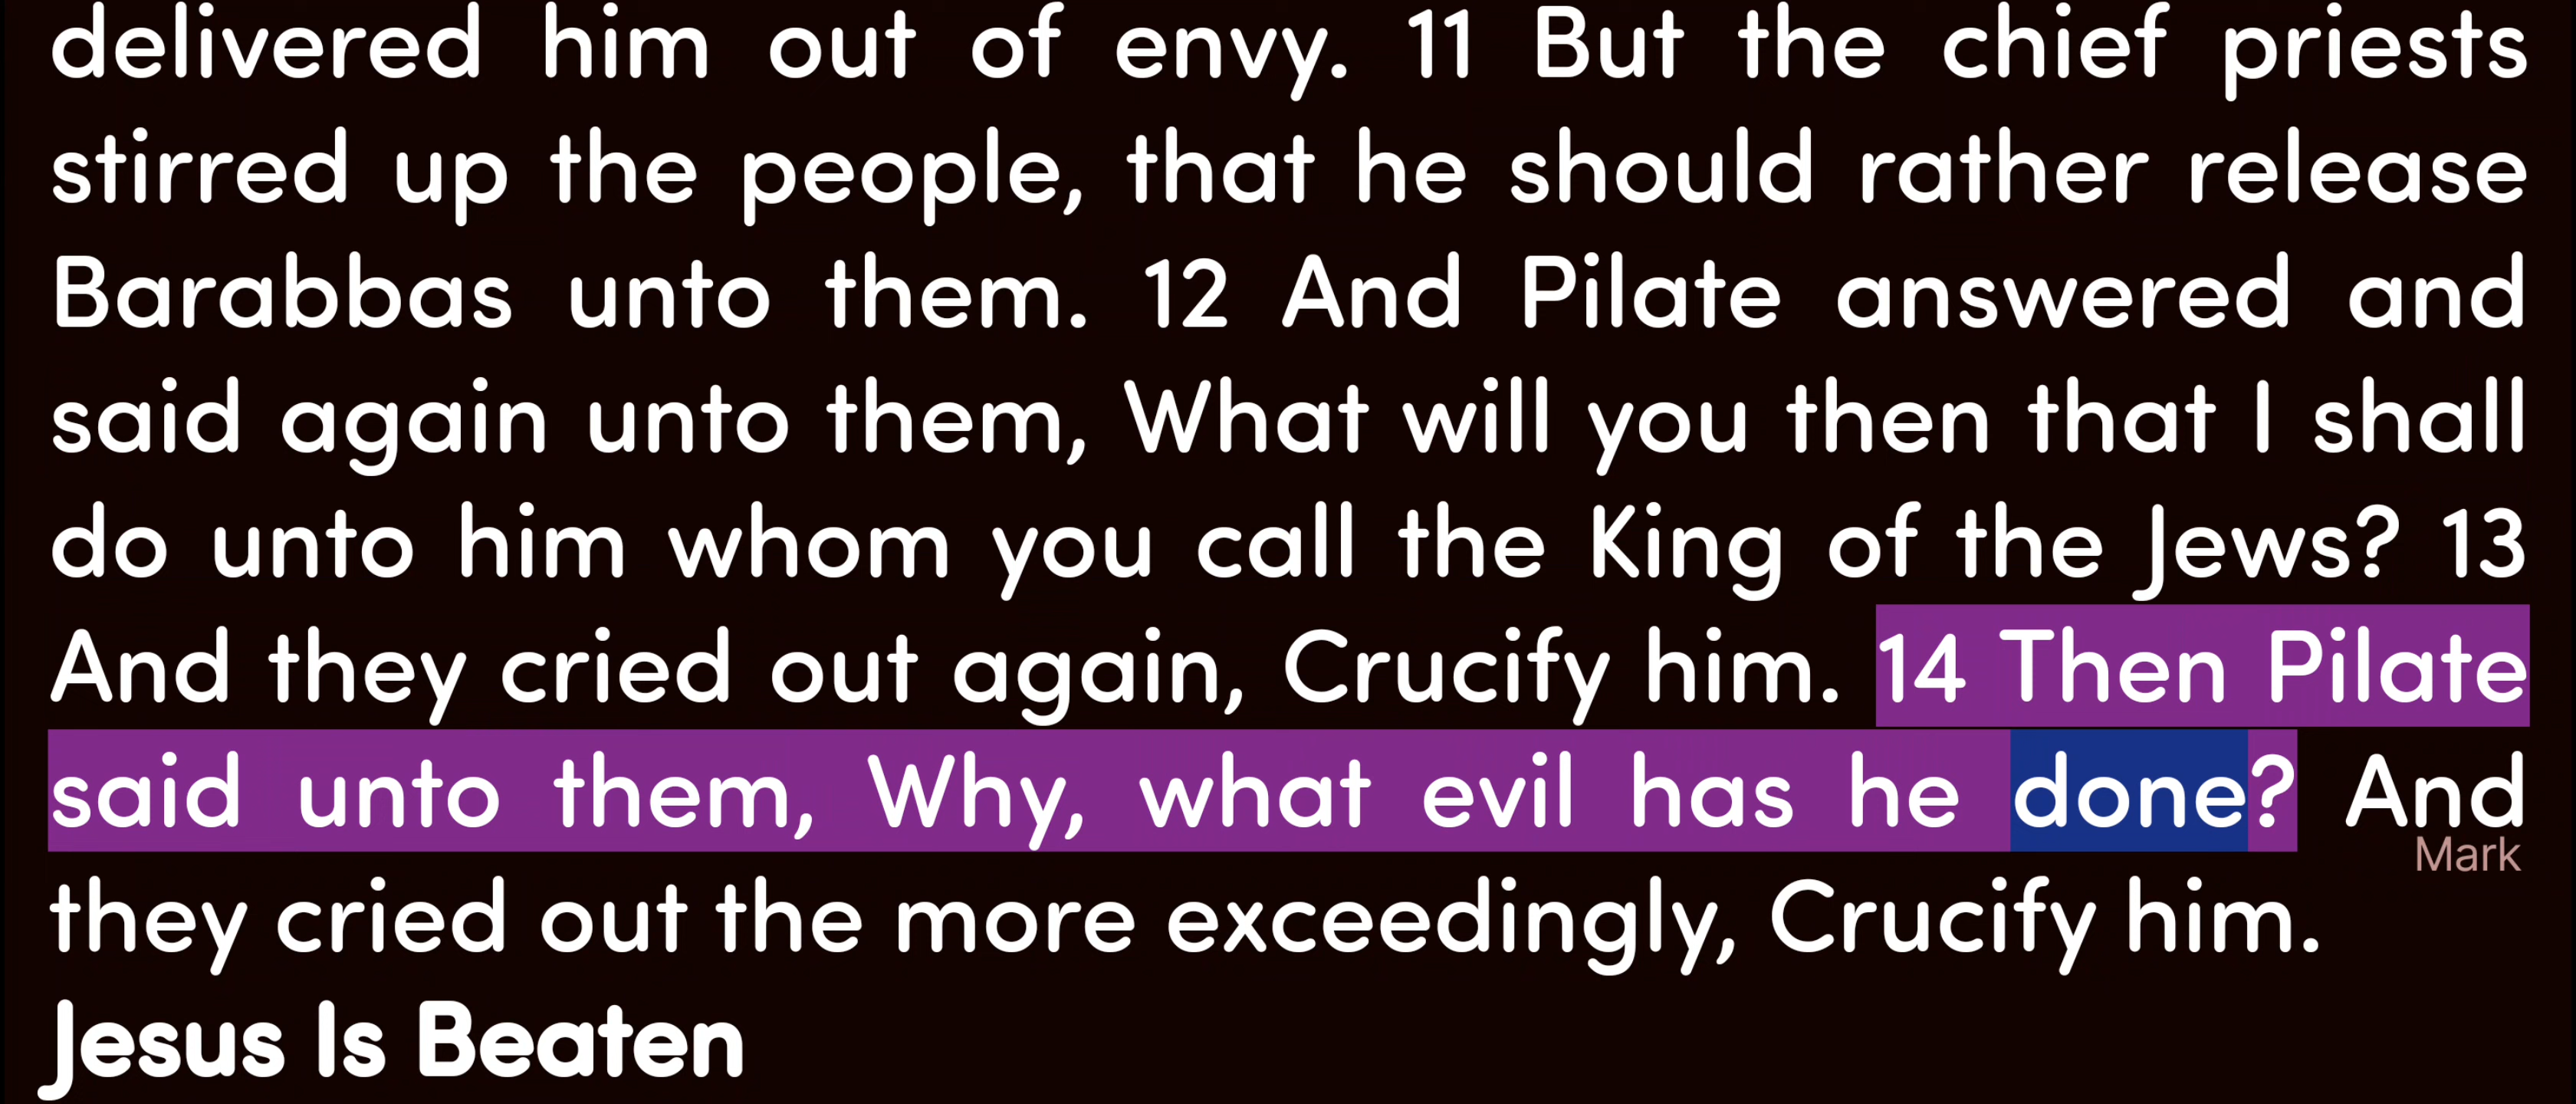 delivered him out of envy. 11 But the chief priests
stirred up the people, that he should rather release
Barabbas unto them. 12 And Pilate answered and
said again unto them, What will you then that I shall
do unto him whom you call the King of the Jews? 13
And they cried out again, Crucify him. 14 Then Pilate
said unto them, Why, what evil has he done? And
Mark
they cried out the more exceedingly, Crucify him.
Jesus Is Beaten